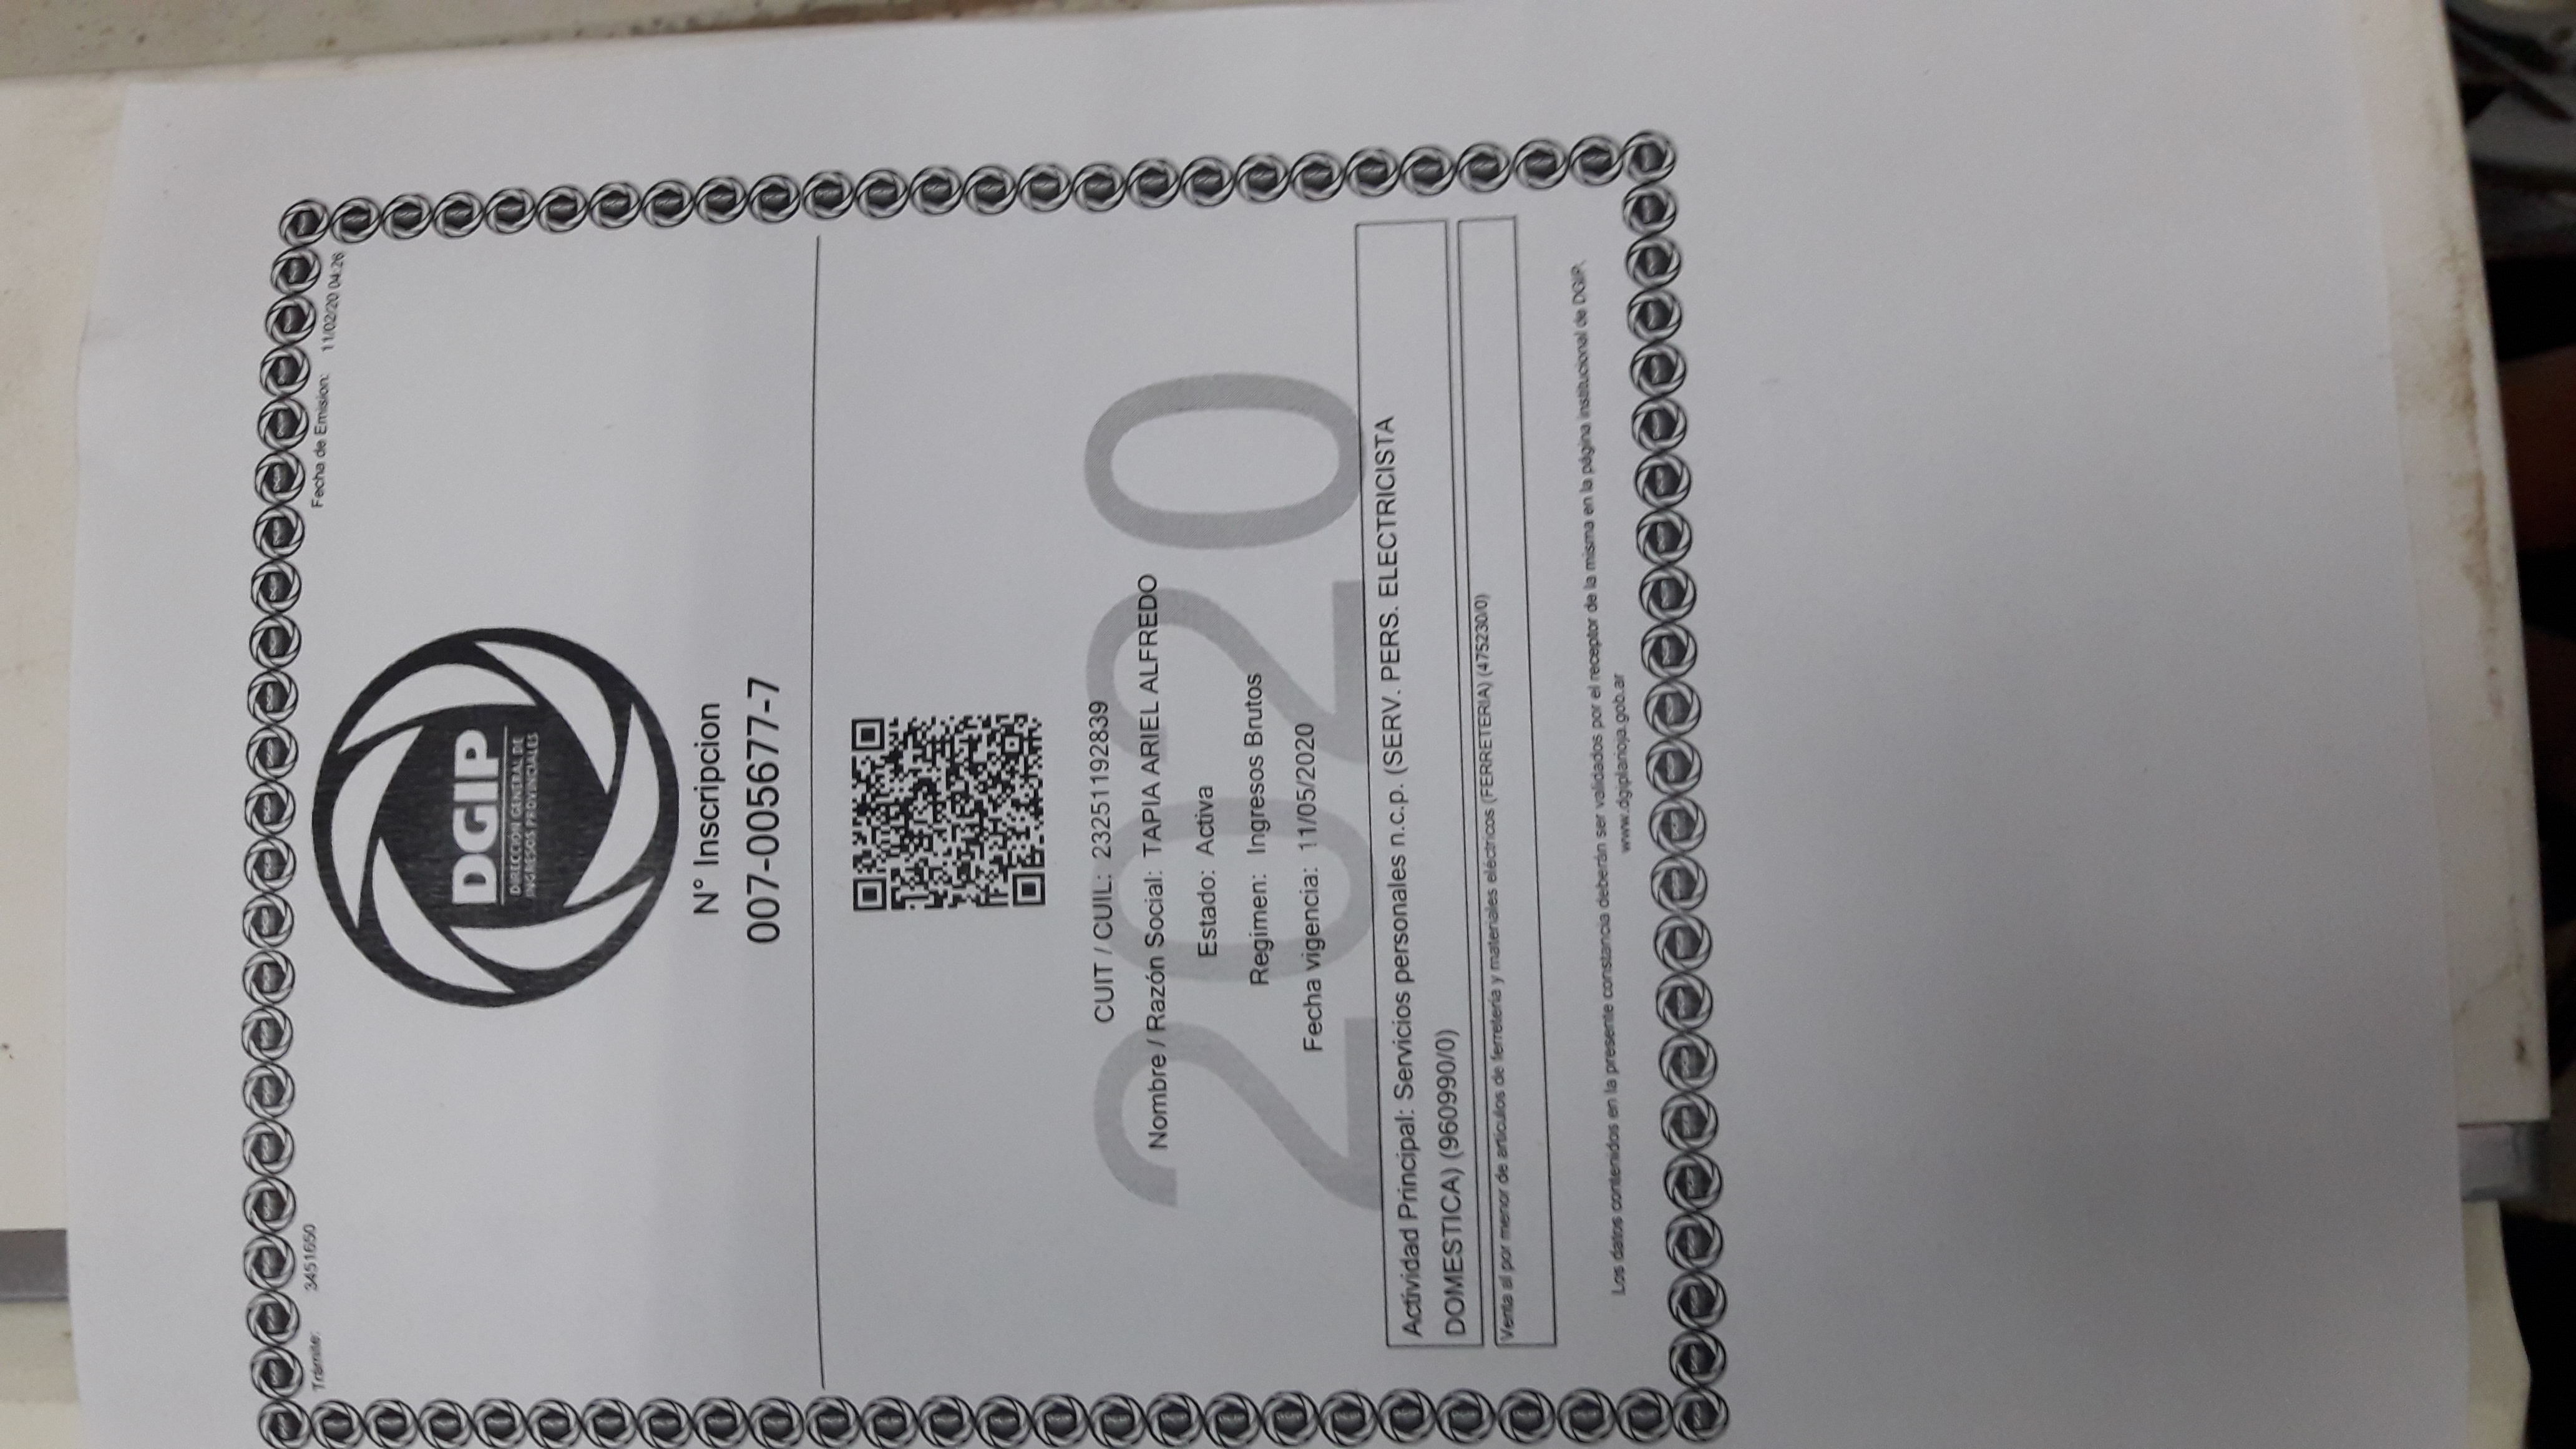 Trámite: 3451650 Fecha de Emision: 11/02/20 04:26
DGIP
DIRECCIÓN GENERAL DE
INGRESOS PROVINCIALES
N° Inscripcion
007-005677-7
2020
CUIT / CUIL: 23251192839
Nombre / Razón Social: TAPIA ARIEL ALFREDO
Estado: Activa
Regimen: Ingresos Brutos
Fecha vigencia: 11/05/2020
Actividad Principal: Servicios personales n.c.p. (SERV. PERS. ELECTRICISTA
DOMESTICA) (960990/0)
Venta al por menor de artículos de ferretería y materiales eléctricos (FERRETERIA) (475230/0)
Los datos contenidos en la presente constancia deberán ser validados por el receptor de la misma en la página institucional de DGIP.
www.dgiplarioja.gob.ar